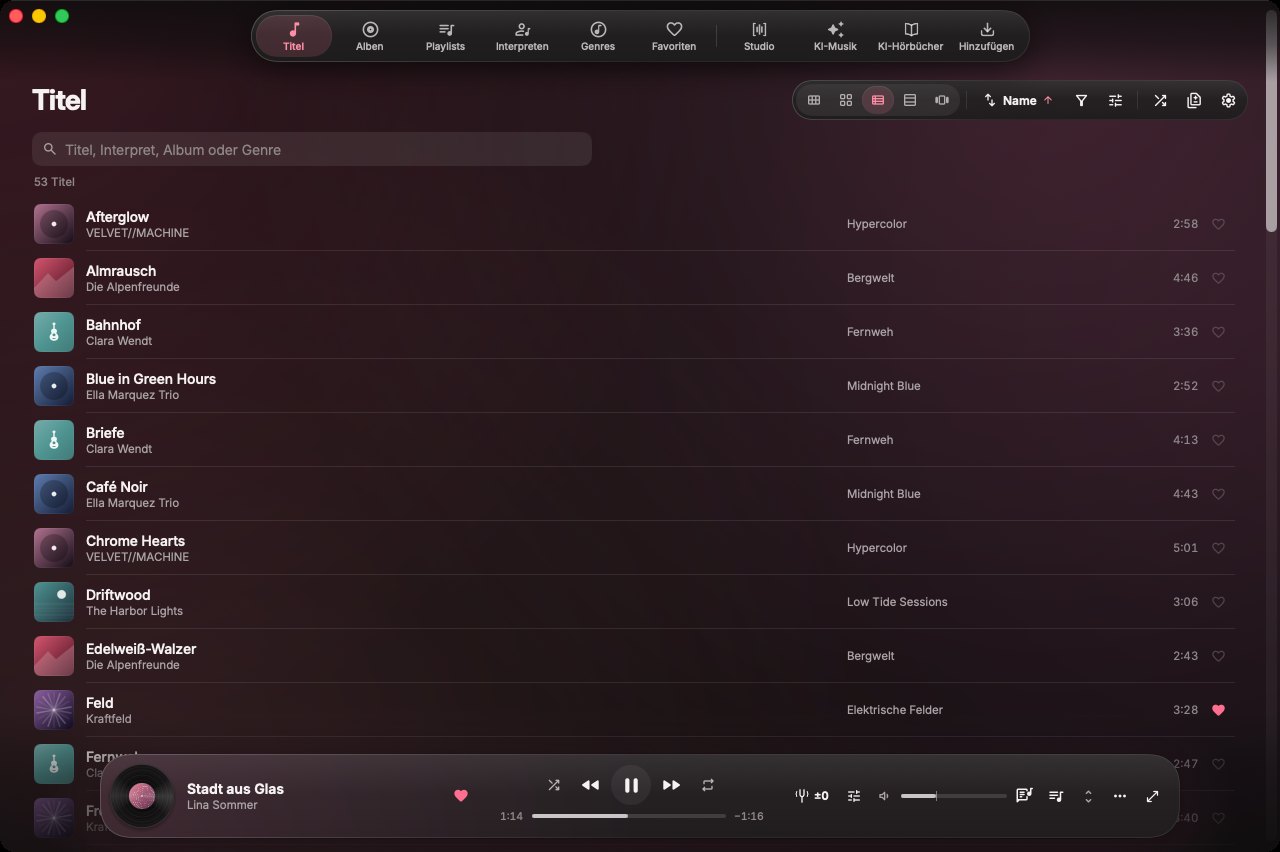 Titel
Alben
Playlists
Interpreten
Genres
Favoriten
Studio
KI-Musik
KI-Hörbücher
Hinzufügen
Titel
Name
Titel, Interpret, Album oder Genre
53 Titel
Afterglow
VELVET//MACHINE
Hypercolor
2:58
Almrausch
Die Alpenfreunde
Bergwelt
4:46
Bahnhof
Clara Wendt
Fernweh
3:36
Blue in Green Hours
Ella Marquez Trio
Midnight Blue
2:52
Briefe
Clara Wendt
Fernweh
4:13
Café Noir
Ella Marquez Trio
Midnight Blue
4:43
Chrome Hearts
VELVET//MACHINE
Hypercolor
5:01
Driftwood
The Harbor Lights
Low Tide Sessions
3:06
Edelweiß-Walzer
Die Alpenfreunde
Bergwelt
2:43
Feld
Kraftfeld
Elektrische Felder
3:28
2:47
Stadt aus Glas
Lina Sommer
1:14
−1:16
±0